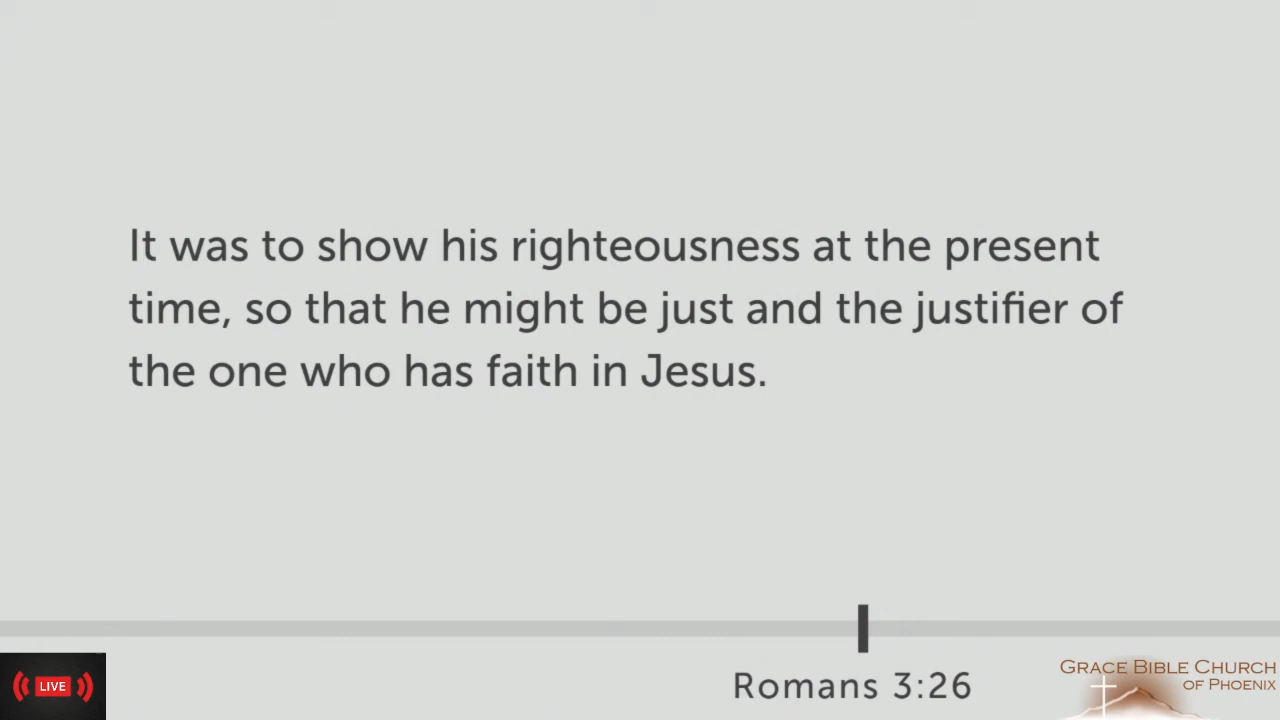 It was to show his righteousness at the present
time, so that he might be just and the justifier of
the one who has faith in Jesus.
LIVE
Romans 3:26
GRACE BIBLE CHURCH
OF PHOENIX